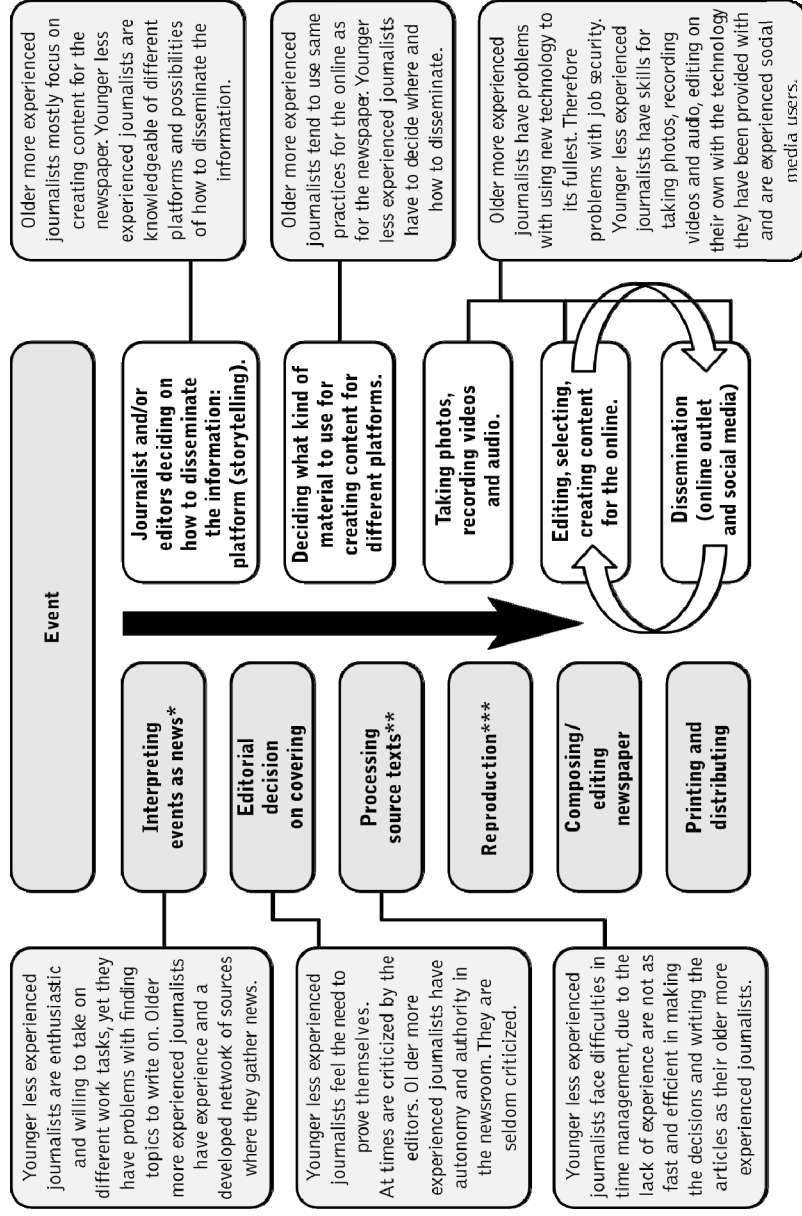 Event
Younger less experienced
journalists are enthusiastic
and willing to take on
different work tasks, yet they
have problems with finding
topics to write on. Older
more experienced journalists
have experience and a
developed network of sources
where they gather news.
Younger less experienced
journalists feel the need to
prove themselves.
At times are criticized by the
editors. Ol der more
experienced journalists have
autonomy and authority in
the newsroom. They are
seldom criticized.
Younger less experienced
journalists face difficulties in
time management, due to the
lack of experience are not as
fast and efficient in making
the decisions and writing the
articles as their older more
experienced journalists.
Interpreting
events as news*
Editorial
decision
on covering
Processing
source texts**
Reproduction***
Composing/
editing
newspaper
Printing and
distributing
Journalist and/or
editors deciding on
how to disseminate
the information:
platform (storytelling).
Deciding what kind of
material to use for
creating content for
different platforms.
Taking photos,
recording videos
and audio.
Editing, selecting,
creating content
for the online.
Dissemination
(online outlet
and social media)
Older more experienced
journalists mostly focus on
creating content for the
newspaper. Younger less
experienced journalists are
knowledgeable of different
platforms and possibilities
of how to disseminate the
information.
Older more experienced
journalists tend to use same
practices for the online as
for the newspaper. Younger
less experienced journalists
have to decide where and
how to disseminate.
Older more experienced
journalists have problems
with using new technology to
its fullest. Therefore
problems with job security.
Younger less experienced
journalists have skills for
taking photos, recording
videos and audio, editing on
their own with the technology
they have been provided with
and are experienced social
media users.